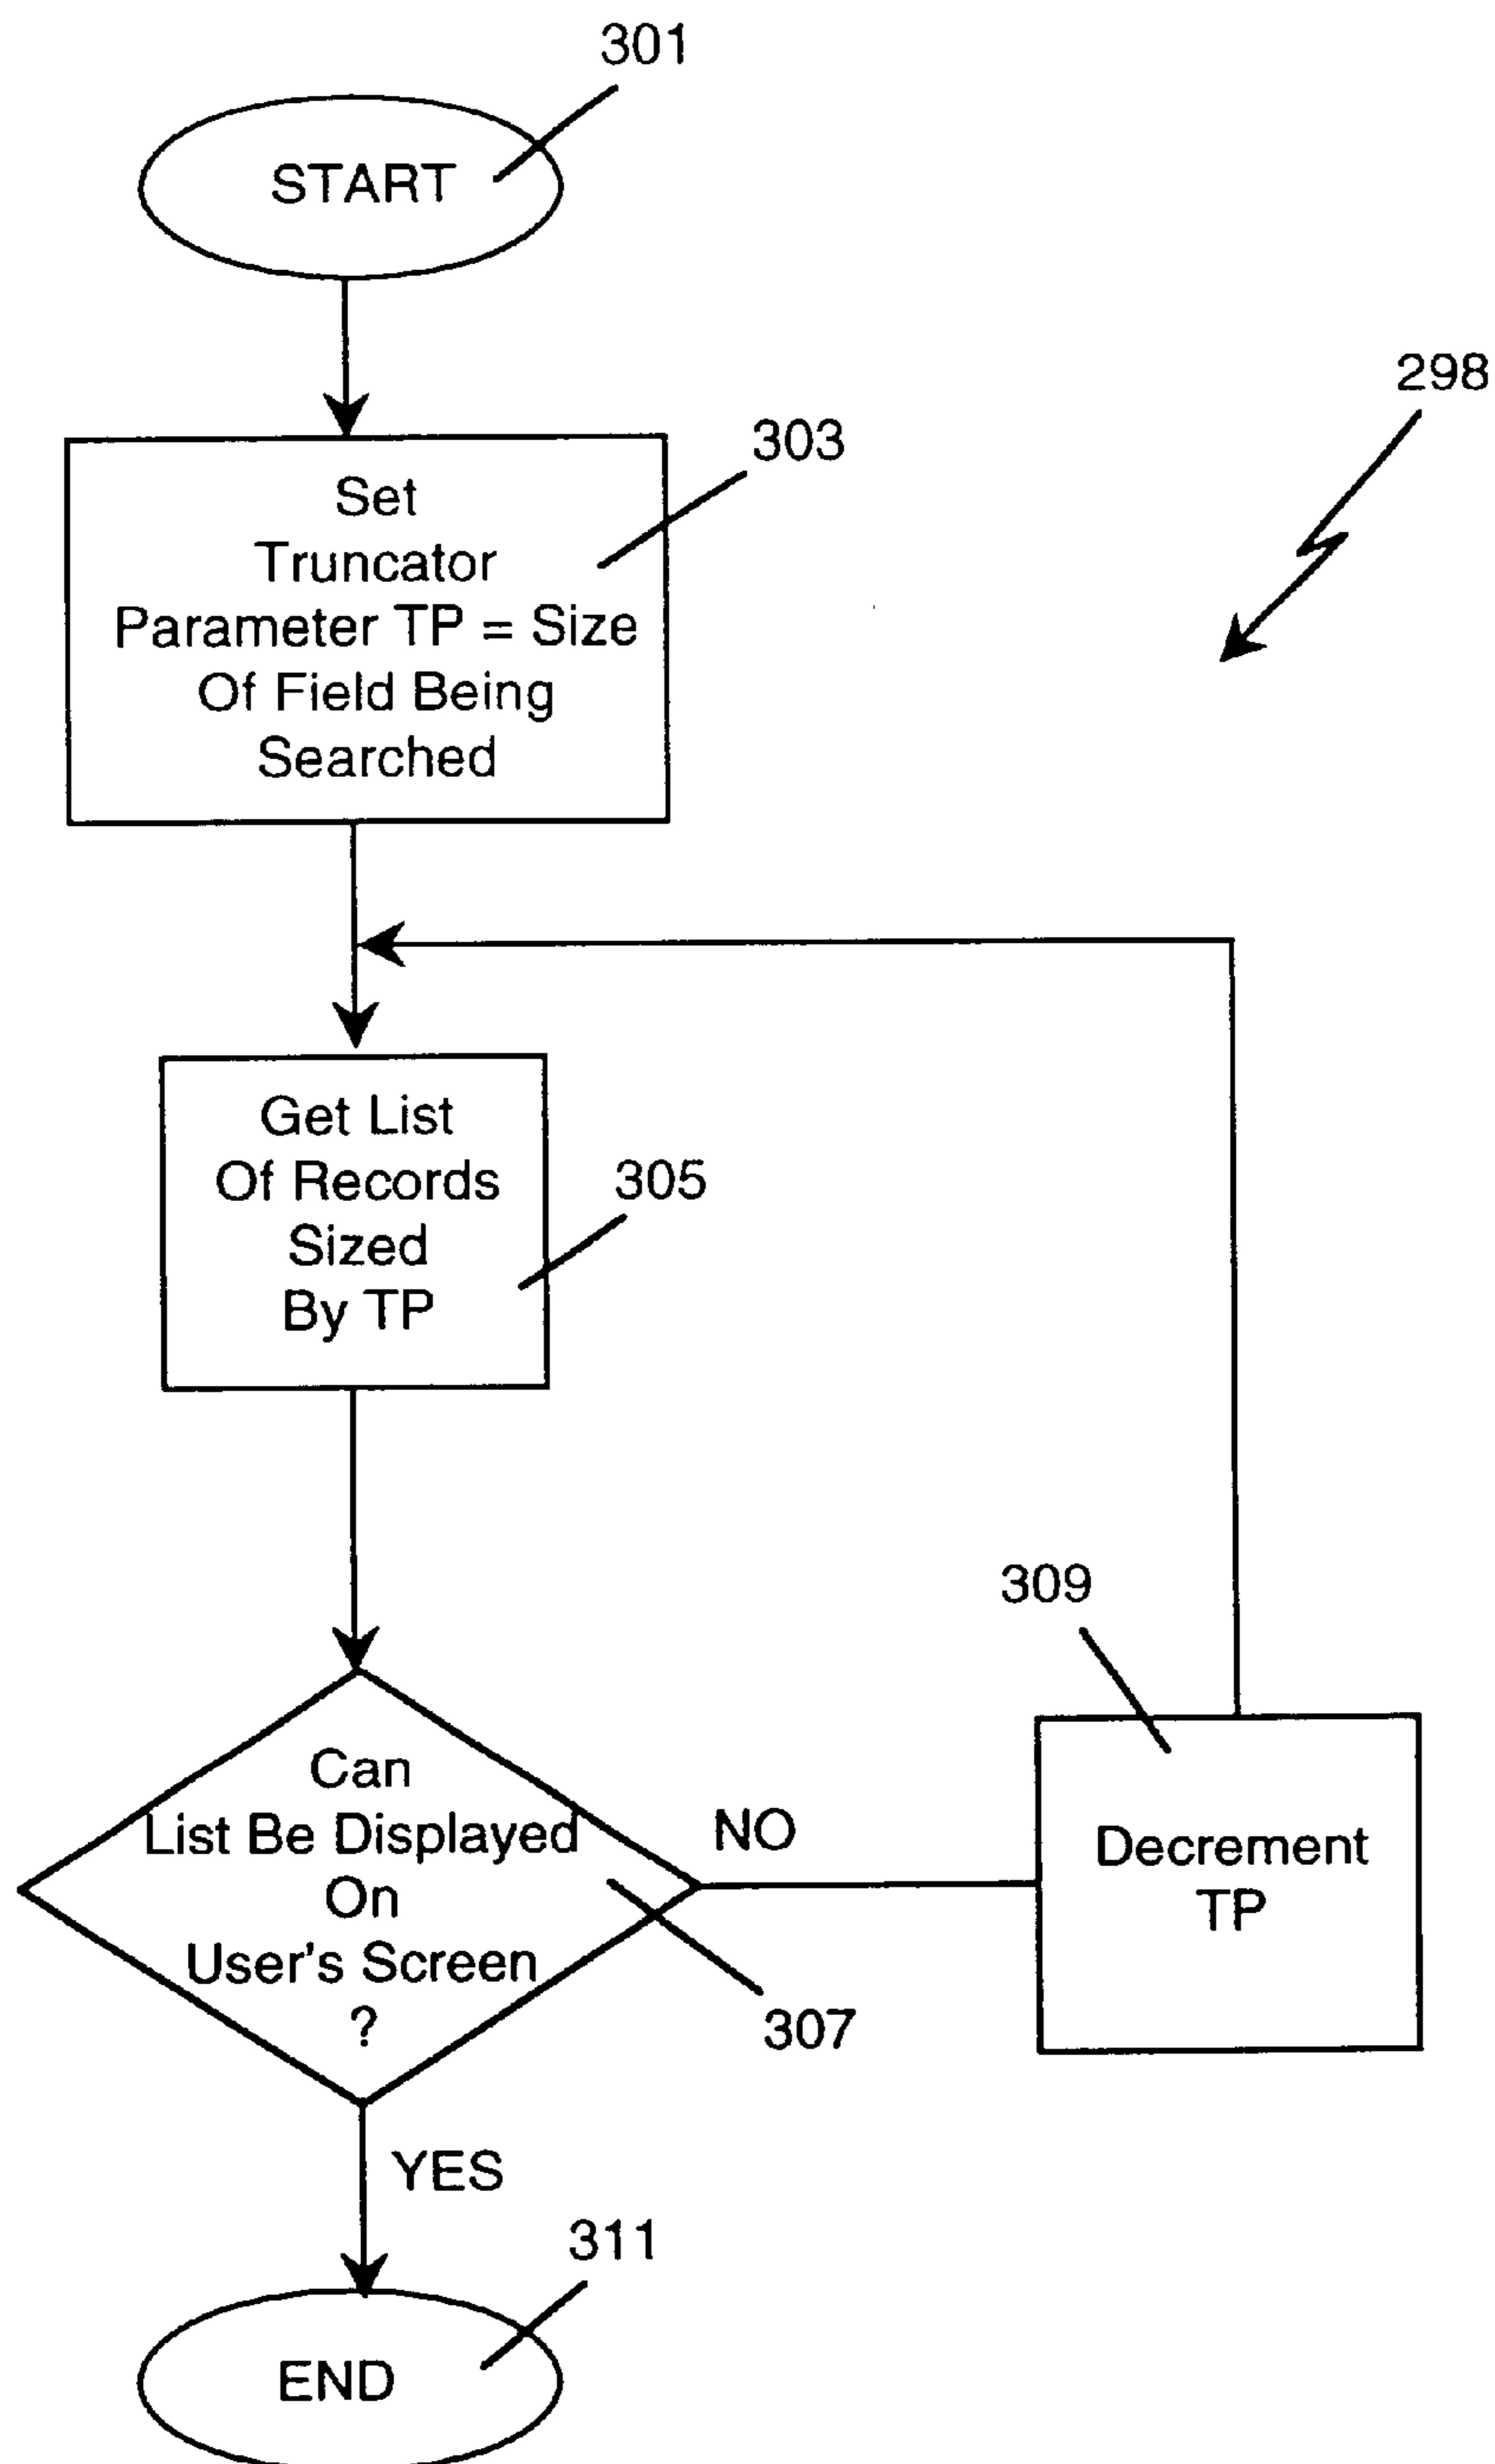 301
START
298
303
Set
Truncator
Parameter TP = Size
Of Field Being
Searched
Get List
Of Records
Sized
By TP
305
309
Can
List Be Displayed
On
User's Screen
?
NO
Decrement
TP
307
YES
311
END